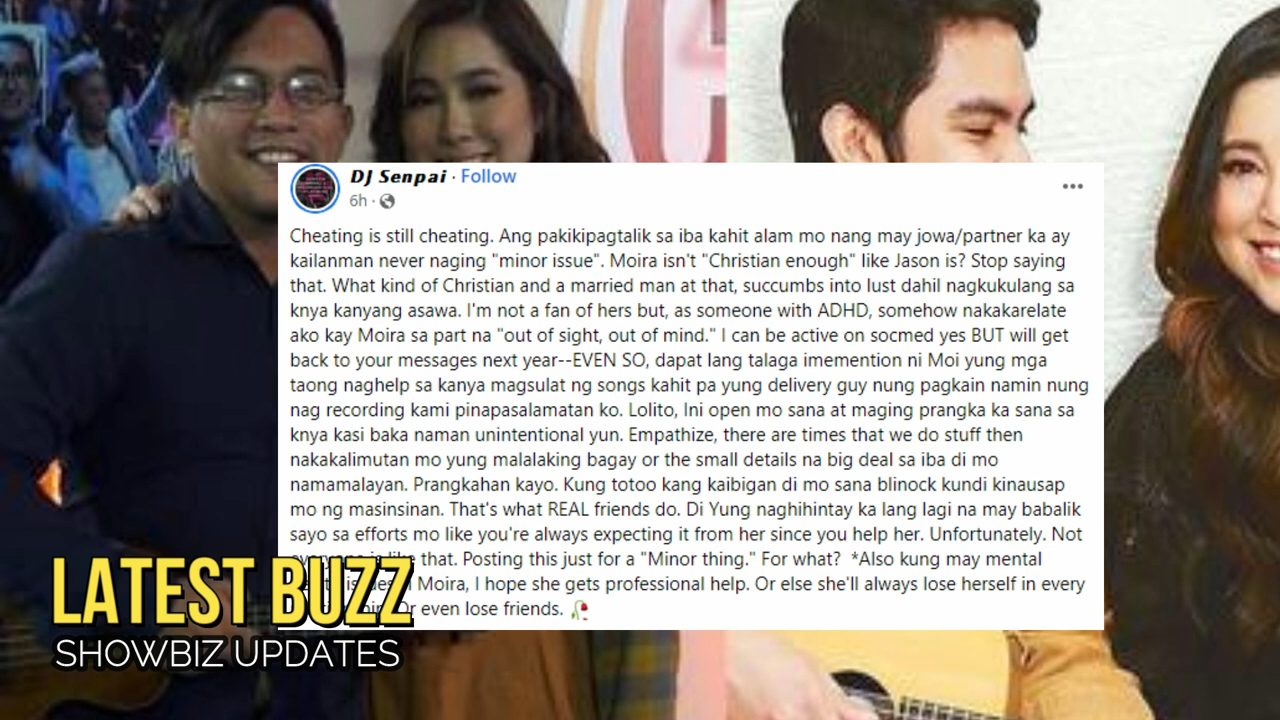 DJ Senpai · Follow
6h ·
Cheating is still cheating. Ang pakikipagtalik sa iba kahit alam mo nang may jowa/partner ka ay
kailanman never naging "minor issue". Moira isn't "Christian enough" like Jason is? Stop saying
that. What kind of Christian and a married man at that, succumbs into lust dahil nagkukulang sa
knya kanyang asawa. I'm not a fan of hers but, as someone with ADHD, somehow nakakarelate
ako kay Moira sa part na "out of sight, out of mind." I can be active on socmed yes BUT will get
back to your messages next year--EVEN SO, dapat lang talaga imemention ni Moi yung mga
taong naghelp sa kanya magsulat ng songs kahit pa yung delivery guy nung pagkain namin nung
nag recording kami pinapasalamatan ko. Lolito, Ini open mo sana at maging prangka ka sana sa
knya kasi baka naman unintentional yun. Empathize, there are times that we do stuff then
nakakalimutan mo yung malalaking bagay or the small details na big deal sa iba di mo
namamalayan. Prangkahan kayo. Kung totoo kang kaibigan di mo sana blinock kundi kinausap
mo ng masinsinan. That's what REAL friends do. Di Yung naghihintay ka lang lagi na may babalik
sayo sa efforts mo like you're always expecting it from her since you help her. Unfortunately. Not
that. Posting this just for a "Minor thing." For what? *Also kung may mental
Moira, I hope she gets professional help. Or else she'll always lose herself in every
Or even lose friends. 🥀
LATEST BUZZ
SHOWBIZ UPDATES